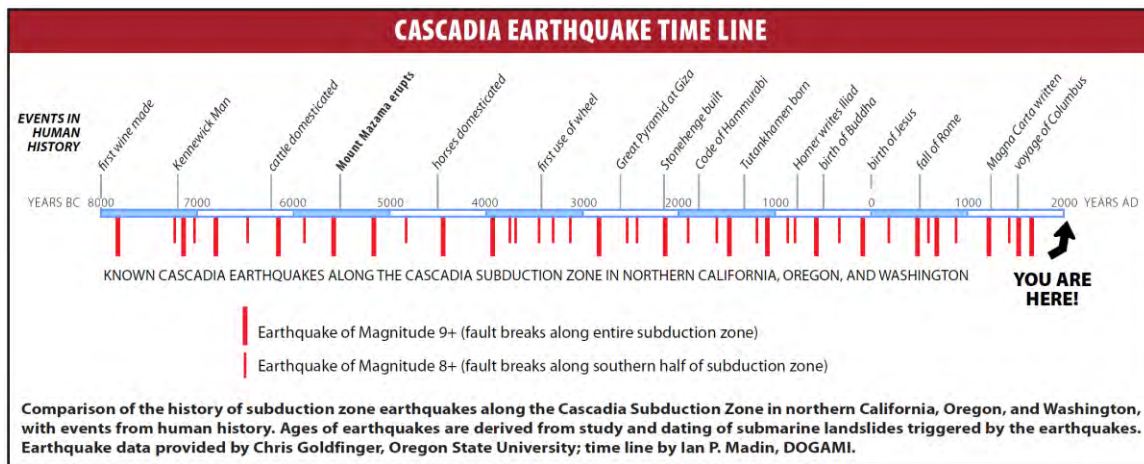 CASCADIA EARTHQUAKE TIME LINE
EVENTS IN
HUMAN
HISTORY
first wine made
Kennewick Man
cattle domesticated
Mount Mazama erupts
horses domesticated
first use of wheel
Great Pyramid at Giza
Stonehenge built
Code of Hammurabi
Tutankhamen born
Homer writes Iliad
birth of Buddha
birth of Jesus
fall of Rome
Magna Carta written
voyage of Columbus
YEARS BC 8000 7000 6000 5000 4000 3000 2000 1000 0 1000 2000 YEARS AD
KNOWN CASCADIA EARTHQUAKES ALONG THE CASCADIA SUBDUCTION ZONE IN NORTHERN CALIFORNIA, OREGON, AND WASHINGTON
YOU ARE
HERE!
Earthquake of Magnitude 9+ (fault breaks along entire subduction zone)
Earthquake of Magnitude 8+ (fault breaks along southern half of subduction zone)
Comparison of the history of subduction zone earthquakes along the Cascadia Subduction Zone in northern California, Oregon, and Washington,
with events from human history. Ages of earthquakes are derived from study and dating of submarine landslides triggered by the earthquakes.
Earthquake data provided by Chris Goldfinger, Oregon State University; time line by Ian P. Madin, DOGAMI.